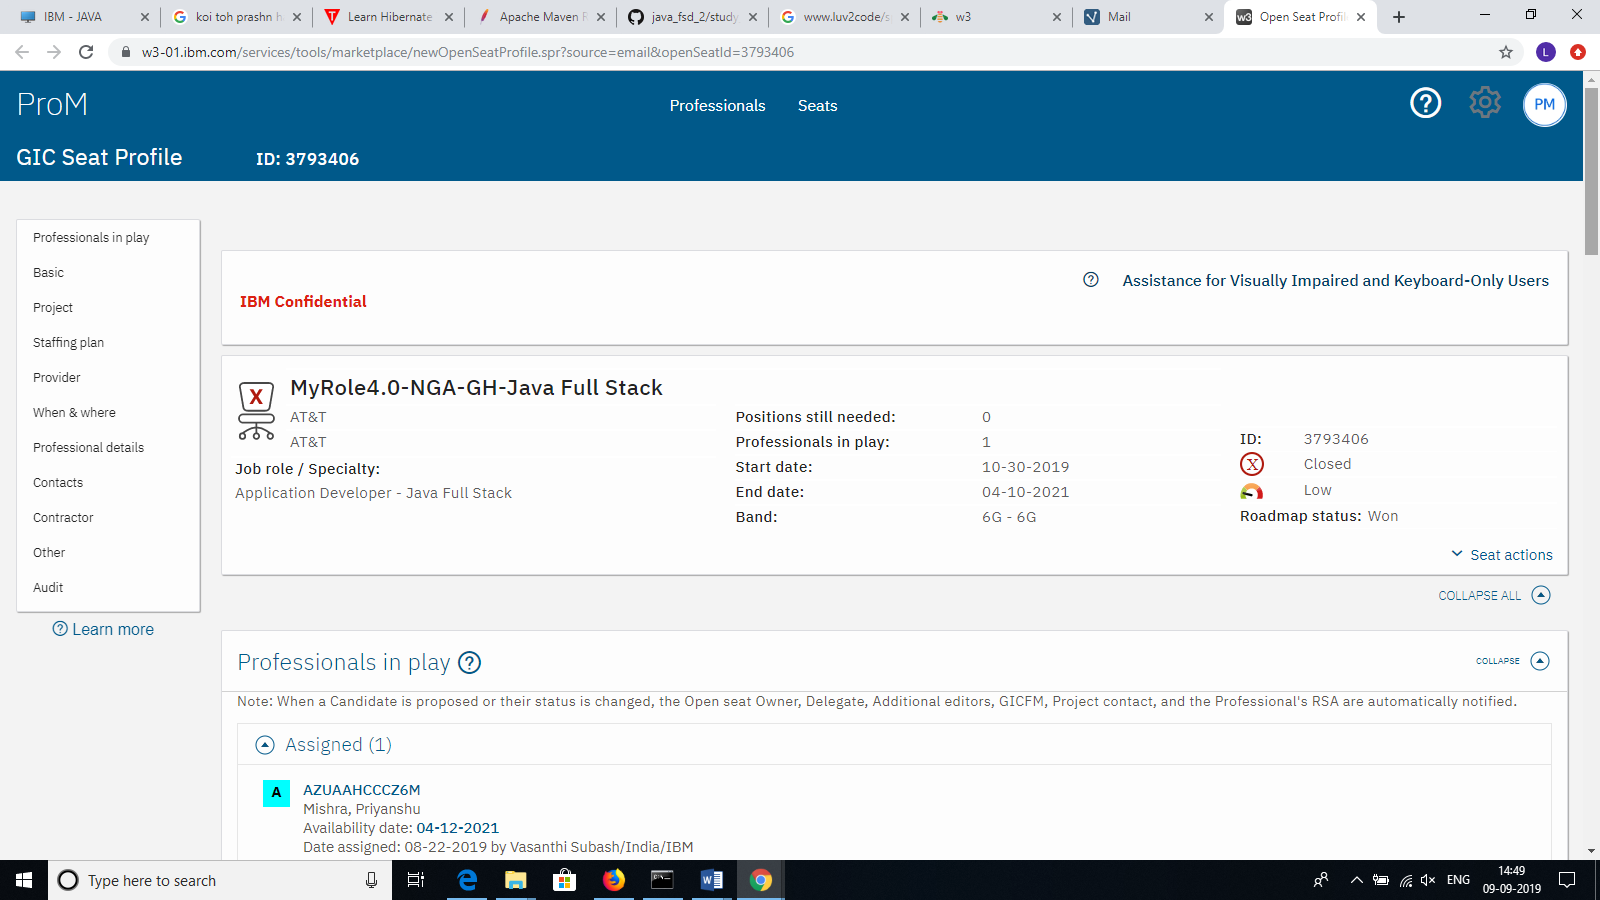 IBM - JAVA
koi toh prashn h
Learn Hibernate
Apache Maven
java_fsd_2/study
www.luv2code/s
w3
Mail
w3 Open Seat Profil
w3-01.ibm.com/services/tools/marketplace/newOpenSeatProfile.spr?source=email&openSeatId=3793406
L
ProM
Professionals
Seats
?
PM
GIC Seat Profile
ID: 3793406
Professionals in play
Basic
Project
Staffing plan
Provider
When & where
Professional details
Contacts
Contractor
Other
Audit
? Learn more
? Assistance for Visually Impaired and Keyboard-Only Users
IBM Confidential
X
MyRole4.0-NGA-GH-Java Full Stack
AT&T
AT&T
Job role / Specialty:
Application Developer - Java Full Stack
Positions still needed: 0
Professionals in play: 1
Start date: 10-30-2019
End date: 04-10-2021
Band: 6G - 6G
ID: 3793406
X Closed
Low
Roadmap status: Won
Seat actions
COLLAPSE ALL
Professionals in play ?
COLLAPSE
Note: When a Candidate is proposed or their status is changed, the Open seat Owner, Delegate, Additional editors, GICFM, Project contact, and the Professional's RSA are automatically notified.
Assigned (1)
A AZUAAHCCCZ6M
Mishra, Priyanshu
Availability date: 04-12-2021
Date assigned: 08-22-2019 by Vasanthi Subash/India/IBM
Type here to search
ENG
14:49
09-09-2019